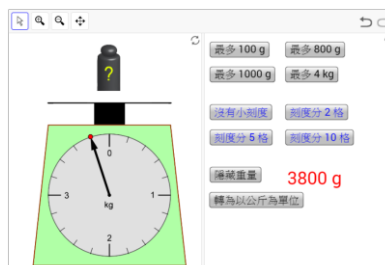 ?
0
3 1
kg
2
最多 100 g 最多 800 g
最多 1000 g 最多 4 kg
沒有小刻度 刻度分 2 格
刻度分 5 格 刻度分 10 格
隱藏重量 3800 g
轉為以公斤為單位